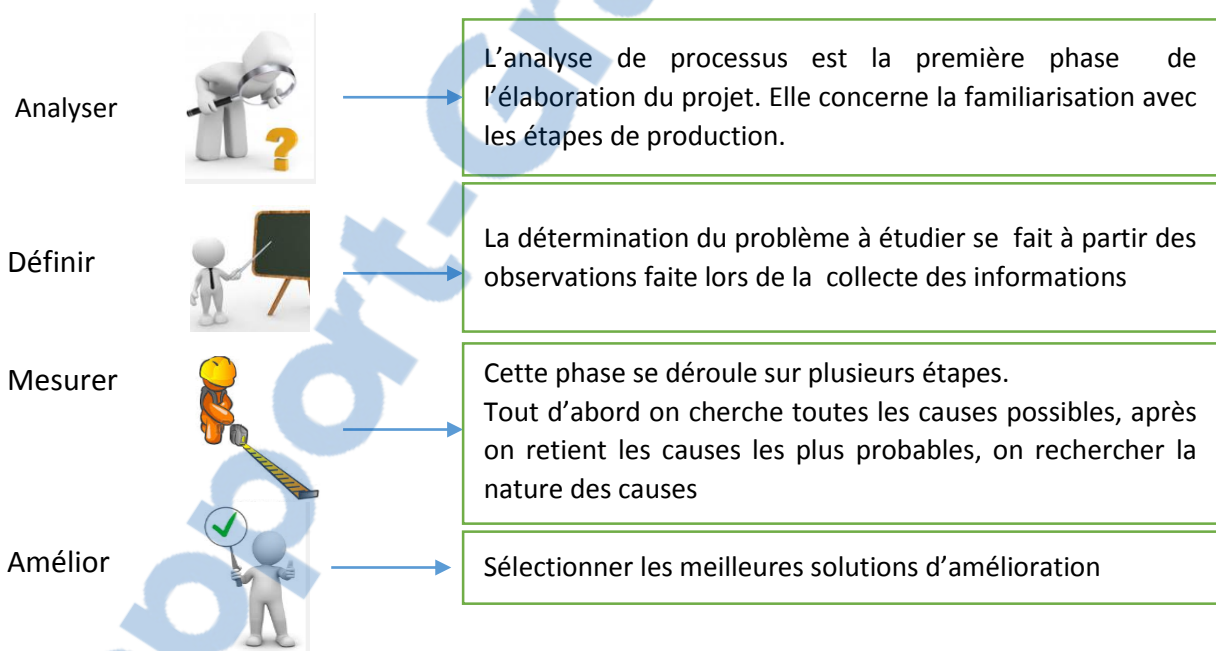 Analyser
L’analyse de processus est la première phase de
l’élaboration du projet. Elle concerne la familiarisation avec
les étapes de production.
Définir
La détermination du problème à étudier se fait à partir des
observations faite lors de la collecte des informations
Mesurer
Cette phase se déroule sur plusieurs étapes.
Tout d’abord on cherche toutes les causes possibles, après
on retient les causes les plus probables, on rechercher la
nature des causes
Amélior
Sélectionner les meilleures solutions d’amélioration